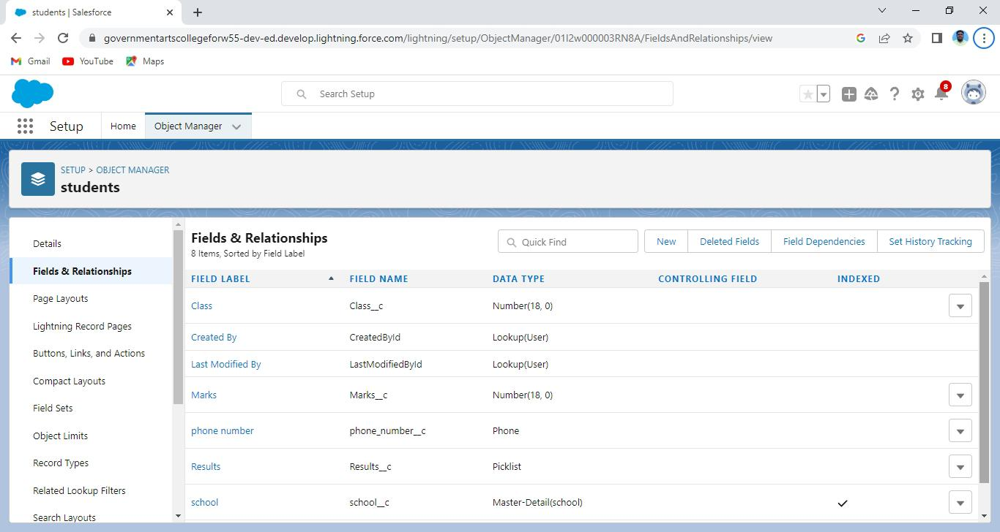 students | Salesforce
governmentartscollegeforw55-dev-ed.develop.lightning.force.com/lightning/setup/ObjectManager/01I2w000003RN8A/FieldsAndRelationships/view
Gmail YouTube Maps
Search Setup
8
Setup Home Object Manager
SETUP > OBJECT MANAGER
students
Details
Fields & Relationships
Page Layouts
Lightning Record Pages
Buttons, Links, and Actions
Compact Layouts
Field Sets
Object Limits
Record Types
Related Lookup Filters
Search Layouts
Fields & Relationships
8 Items, Sorted by Field Label
Quick Find
New Deleted Fields Field Dependencies Set History Tracking
FIELD LABEL FIELD NAME DATA TYPE CONTROLLING FIELD INDEXED
Class Class__c Number(18, 0)
Created By CreatedById Lookup(User)
Last Modified By LastModifiedById Lookup(User)
Marks Marks__c Number(18, 0)
phone number phone_number__c Phone
Results Results__c Picklist
school school__c Master-Detail(school)